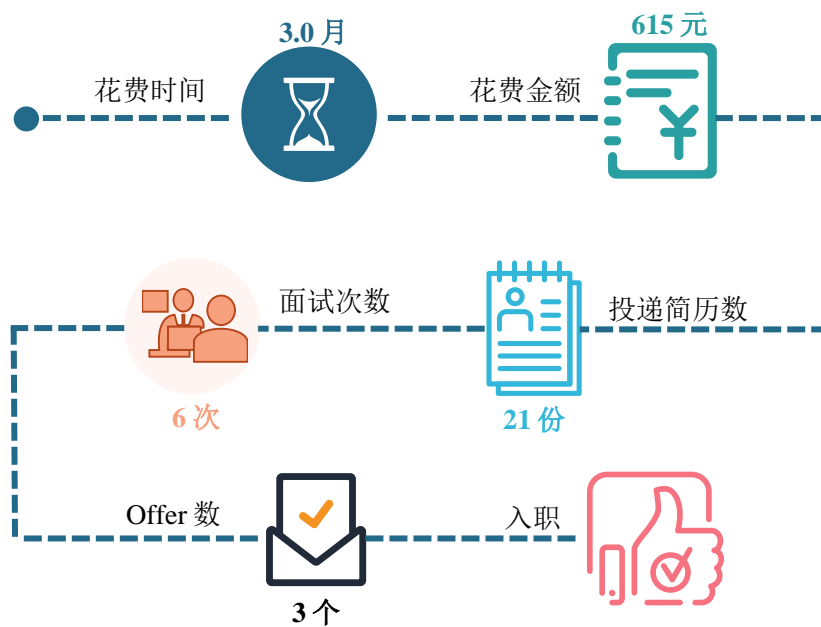 3.0 月
615 元
花费时间
花费金额
面试次数
投递简历数
6 次
21 份
Offer 数
入职
3 个